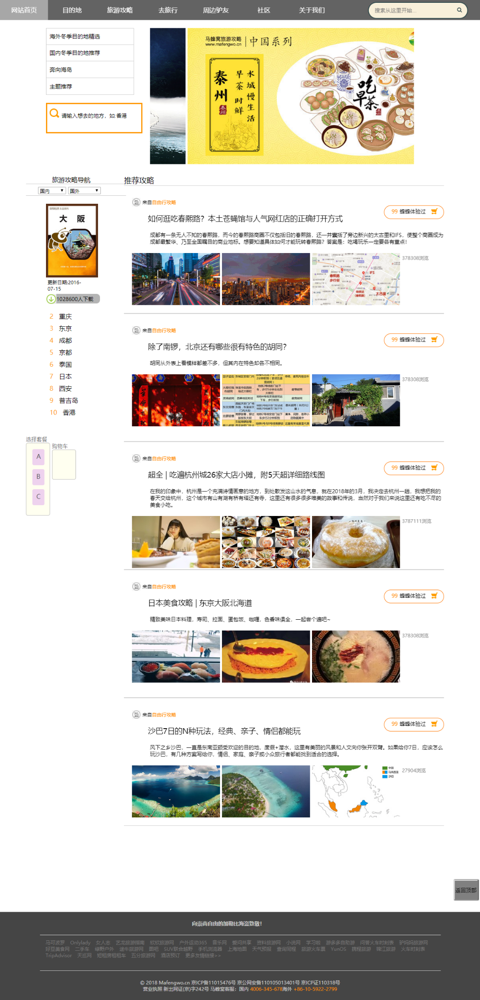 网站首页 目的地 旅游攻略 去旅行 周边驴友 社区 关于我们 搜索从这里开始...
海外冬季目的地精选
国内冬季目的地推荐
奔向海岛
主题推荐
请输入想去的地方，如:香港
马蜂窝旅游攻略
www.mafengwo.cn
中国系列
泰州
泰州
早茶时鲜
水城慢生活
吃早茶
旅游攻略导航
国内 国外
大阪
更新日期:2016-
07-15
1028600人下载
2 重庆
3 东京
4 成都
5 京都
6 泰国
7 日本
8 西安
9 普吉岛
10 香港
选择套餐
购物车
A
B
C
推荐攻略
来自自由行攻略
99 蜂蜂体验过
如何逛吃春熙路？本土苍蝇馆与人气网红店的正确打开方式
成都有一条无人不知的春熙路，而今的春熙路商圈不仅包括旧的春熙路，还一并囊括了旁边新兴的太古里和IFS，使整个商圈成为
成都最繁华、乃至全国瞩目的商业地标。想要知道具体如何才能玩转春熙路？答案是：吃喝玩乐一定要各有重点！
IFS
春熙路
步行街
地铁站
(春熙路)
太古里
378308浏览
来自自由行攻略
99 蜂蜂体验过
除了南锣，北京还有哪些很有特色的胡同？
胡同从外表上看模样都差不多，但其内在特色却各不相同。
378308浏览
来自自由行攻略
99 蜂蜂体验过
超全 | 吃遍杭州城26家大店小摊，附5天超详细路线图
在我的印象中，杭州是一个充满诗情画意的地方，到处散发这山水的气息，就在2018年的3月，我决定去杭州一趟，我想把我的
春天交给杭州，这个城市有山有湖有桥有塔还有寺，这里还有很多很多唯美的故事和传说，当然对于我们来说这里还有吃不尽的
美食小吃。
3787111浏览
来自自由行攻略
99 蜂蜂体验过
日本美食攻略 | 东京大阪北海道
精致美味日本料理，寿司、拉面、蛋包饭、咖喱，色香味俱全，一起尝个遍吧~
378308浏览
来自自由行攻略
99 蜂蜂体验过
沙巴7日的N种玩法，经典、亲子、情侣都能玩
风下之乡沙巴，一直是东南亚颇受欢迎的目的地，度假+潜水，这里有美丽的风景和人文向你张开双臂。如果给你7日，应该怎么
玩沙巴，有几种方案写给你，情侣、家庭、亲子或小众旅行者都能找到适合的选择。
中国
马来西亚
沙巴
27904浏览
返回顶部
向崇尚自由的加勒比海盗致敬！
马可波罗 Onlylady 女人志 艺龙旅游指南 欣欣旅游网 户外运动365 音乐网 爱问共享 资料旅游网 小说网 学习啦 游多多自助游 问答火车时刻表 驴妈妈旅游网
好豆美食网 二手车 绿野户外 途牛旅游网 图吧 SUV联合越野 手机浏览器 上海地图 天气预报 查询同程 旅游火车票 YunOS 携程旅游 锦江旅游 火车时刻表
TripAdvisor 天巡网 短租房租租车 五分旅游网 酒店预订 更多友情链接>>
© 2018 Mafengwo.cn 京ICP备11015476号 京公网安备110105013401号 京ICP证110318号
营业执照 新出网证(京)字242号 马蜂窝客服：国内 4006-345-678海外 +86-10-5922-2799